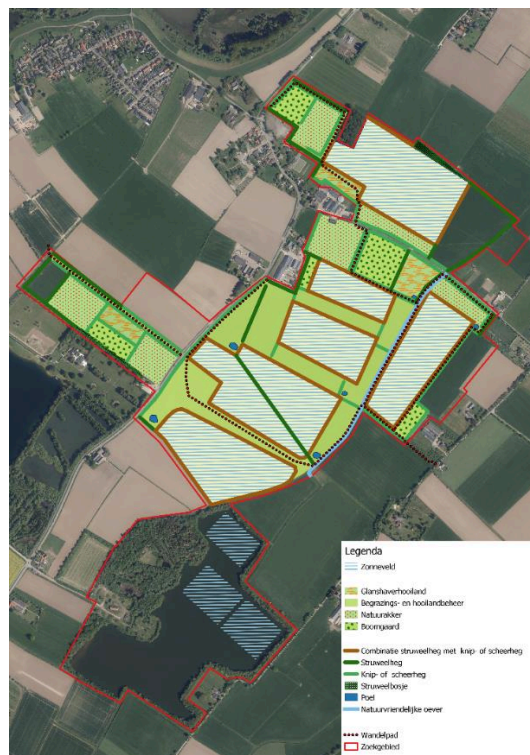 Legenda
Zonneveld
Glanshaverhooiland
Begrazings- en hooilandbeheer
Natuurakker
Boomgaard
Combinatie struweelheg met knip- of scheerheg
Struweelheg
Knip- of scheerheg
Struweelbosje
Poel
Natuurvriendelijke oever
Wandelpad
Zoekgebied